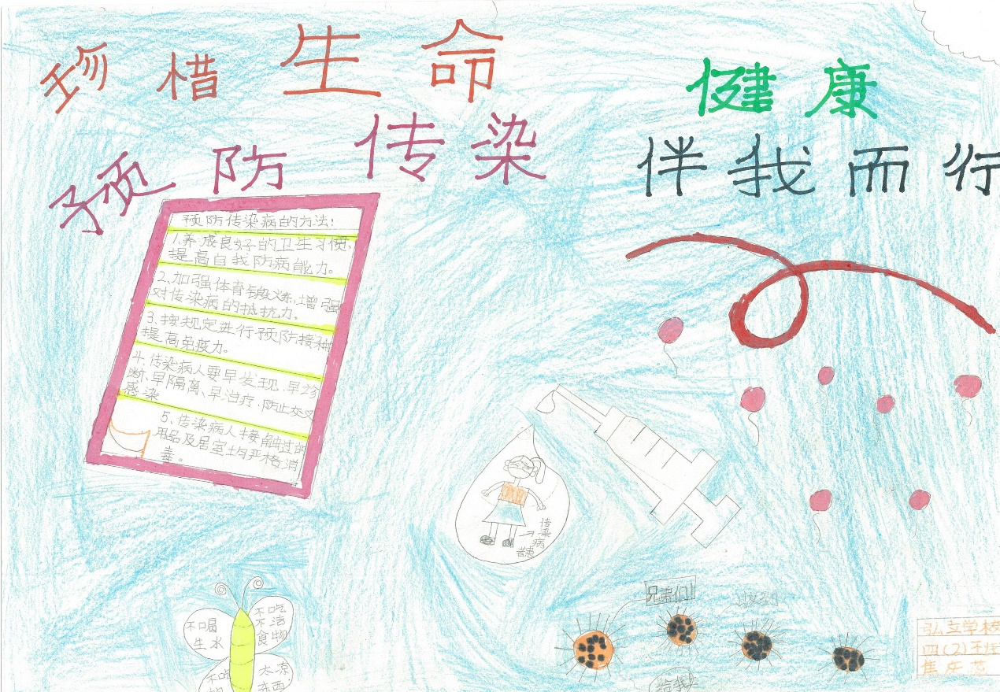 珍惜生命
预防传染
健康
伴我而行
预防传染病的方法:
1.养成良好的卫生习惯,
提高自我防病能力。
2、加强体育锻炼,增强
对传染病的抵抗力。
3、按规定进行预防接种
提高免疫力。
4、传染病人要早发现、早诊
断、早隔离、早治疗、防止交叉
感染
5、传染病人接触过的
用品及居室均严格消
毒。
传
染
病
患者
不喝
生水
不吃
不洁
食物
不吃
太凉
东西
兄弟们!!
收到
给我
弘立学校
四(2)